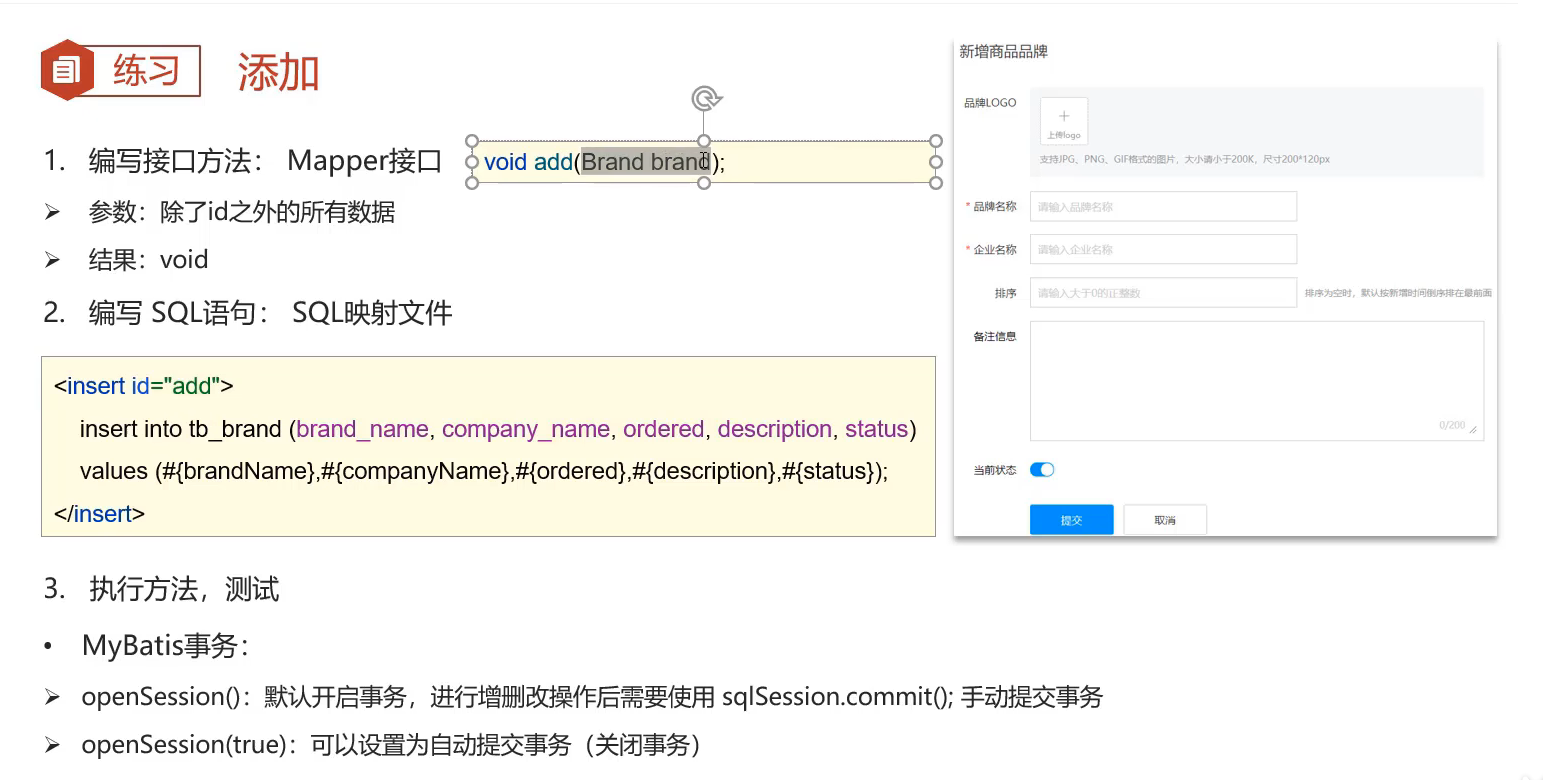 练习 添加
1. 编写接口方法： Mapper接口 void add(Brand brand);
➢ 参数：除了id之外的所有数据
➢ 结果：void
2. 编写 SQL语句： SQL映射文件
<insert id="add">
insert into tb_brand (brand_name, company_name, ordered, description, status)
values (#{brandName},#{companyName},#{ordered},#{description},#{status});
</insert>
3. 执行方法，测试
• MyBatis事务：
➢ openSession()：默认开启事务，进行增删改操作后需要使用 sqlSession.commit(); 手动提交事务
➢ openSession(true)：可以设置为自动提交事务（关闭事务）
新增商品品牌
品牌LOGO
+
上传logo
支持JPG、PNG、GIF格式的图片，大小请小于200K，尺寸200*120px
* 品牌名称 请输入品牌名称
* 企业名称 请输入企业名称
排序 请输入大于0的正整数 排序为空时，默认按新增时间倒序排在最前面
备注信息
0/200
当前状态
提交 取消